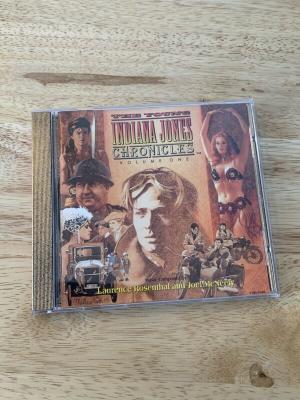 THE YOUNG
INDIANA JONES
CHRONICLES
VOLUME ONE
Laurence Rosenthal and Joel McNeely